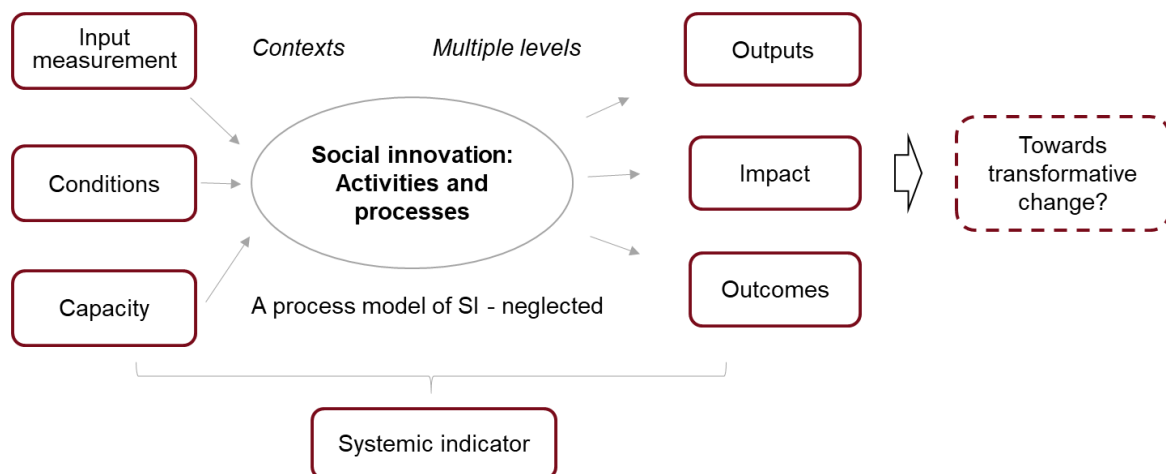 Input
measurement
Contexts
Multiple levels
Outputs
Conditions
Social innovation:
Activities and
processes
Impact
Towards
transformative
change?
Capacity
A process model of SI - neglected
Outcomes
Systemic indicator